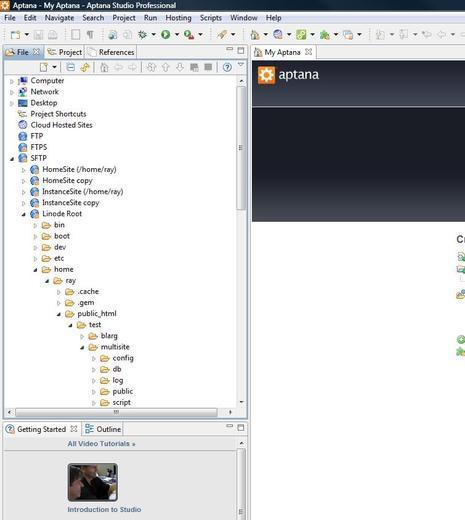 Aptana - My Aptana - Aptana Studio Professional
File Edit Navigate Search Project Run Hosting Scripts Window Help
File Project References
My Aptana
aptana
Computer
Network
Desktop
Project Shortcuts
Cloud Hosted Sites
FTP
FTPS
SFTP
HomeSite (/home/ray)
HomeSite copy
InstanceSite (/home/ray)
InstanceSite copy
Linode Root
bin
boot
dev
etc
home
ray
.cache
.gem
public_html
test
blarg
multisite
config
db
log
public
script
Getting Started Outline
All Video Tutorials »
Introduction to Studio